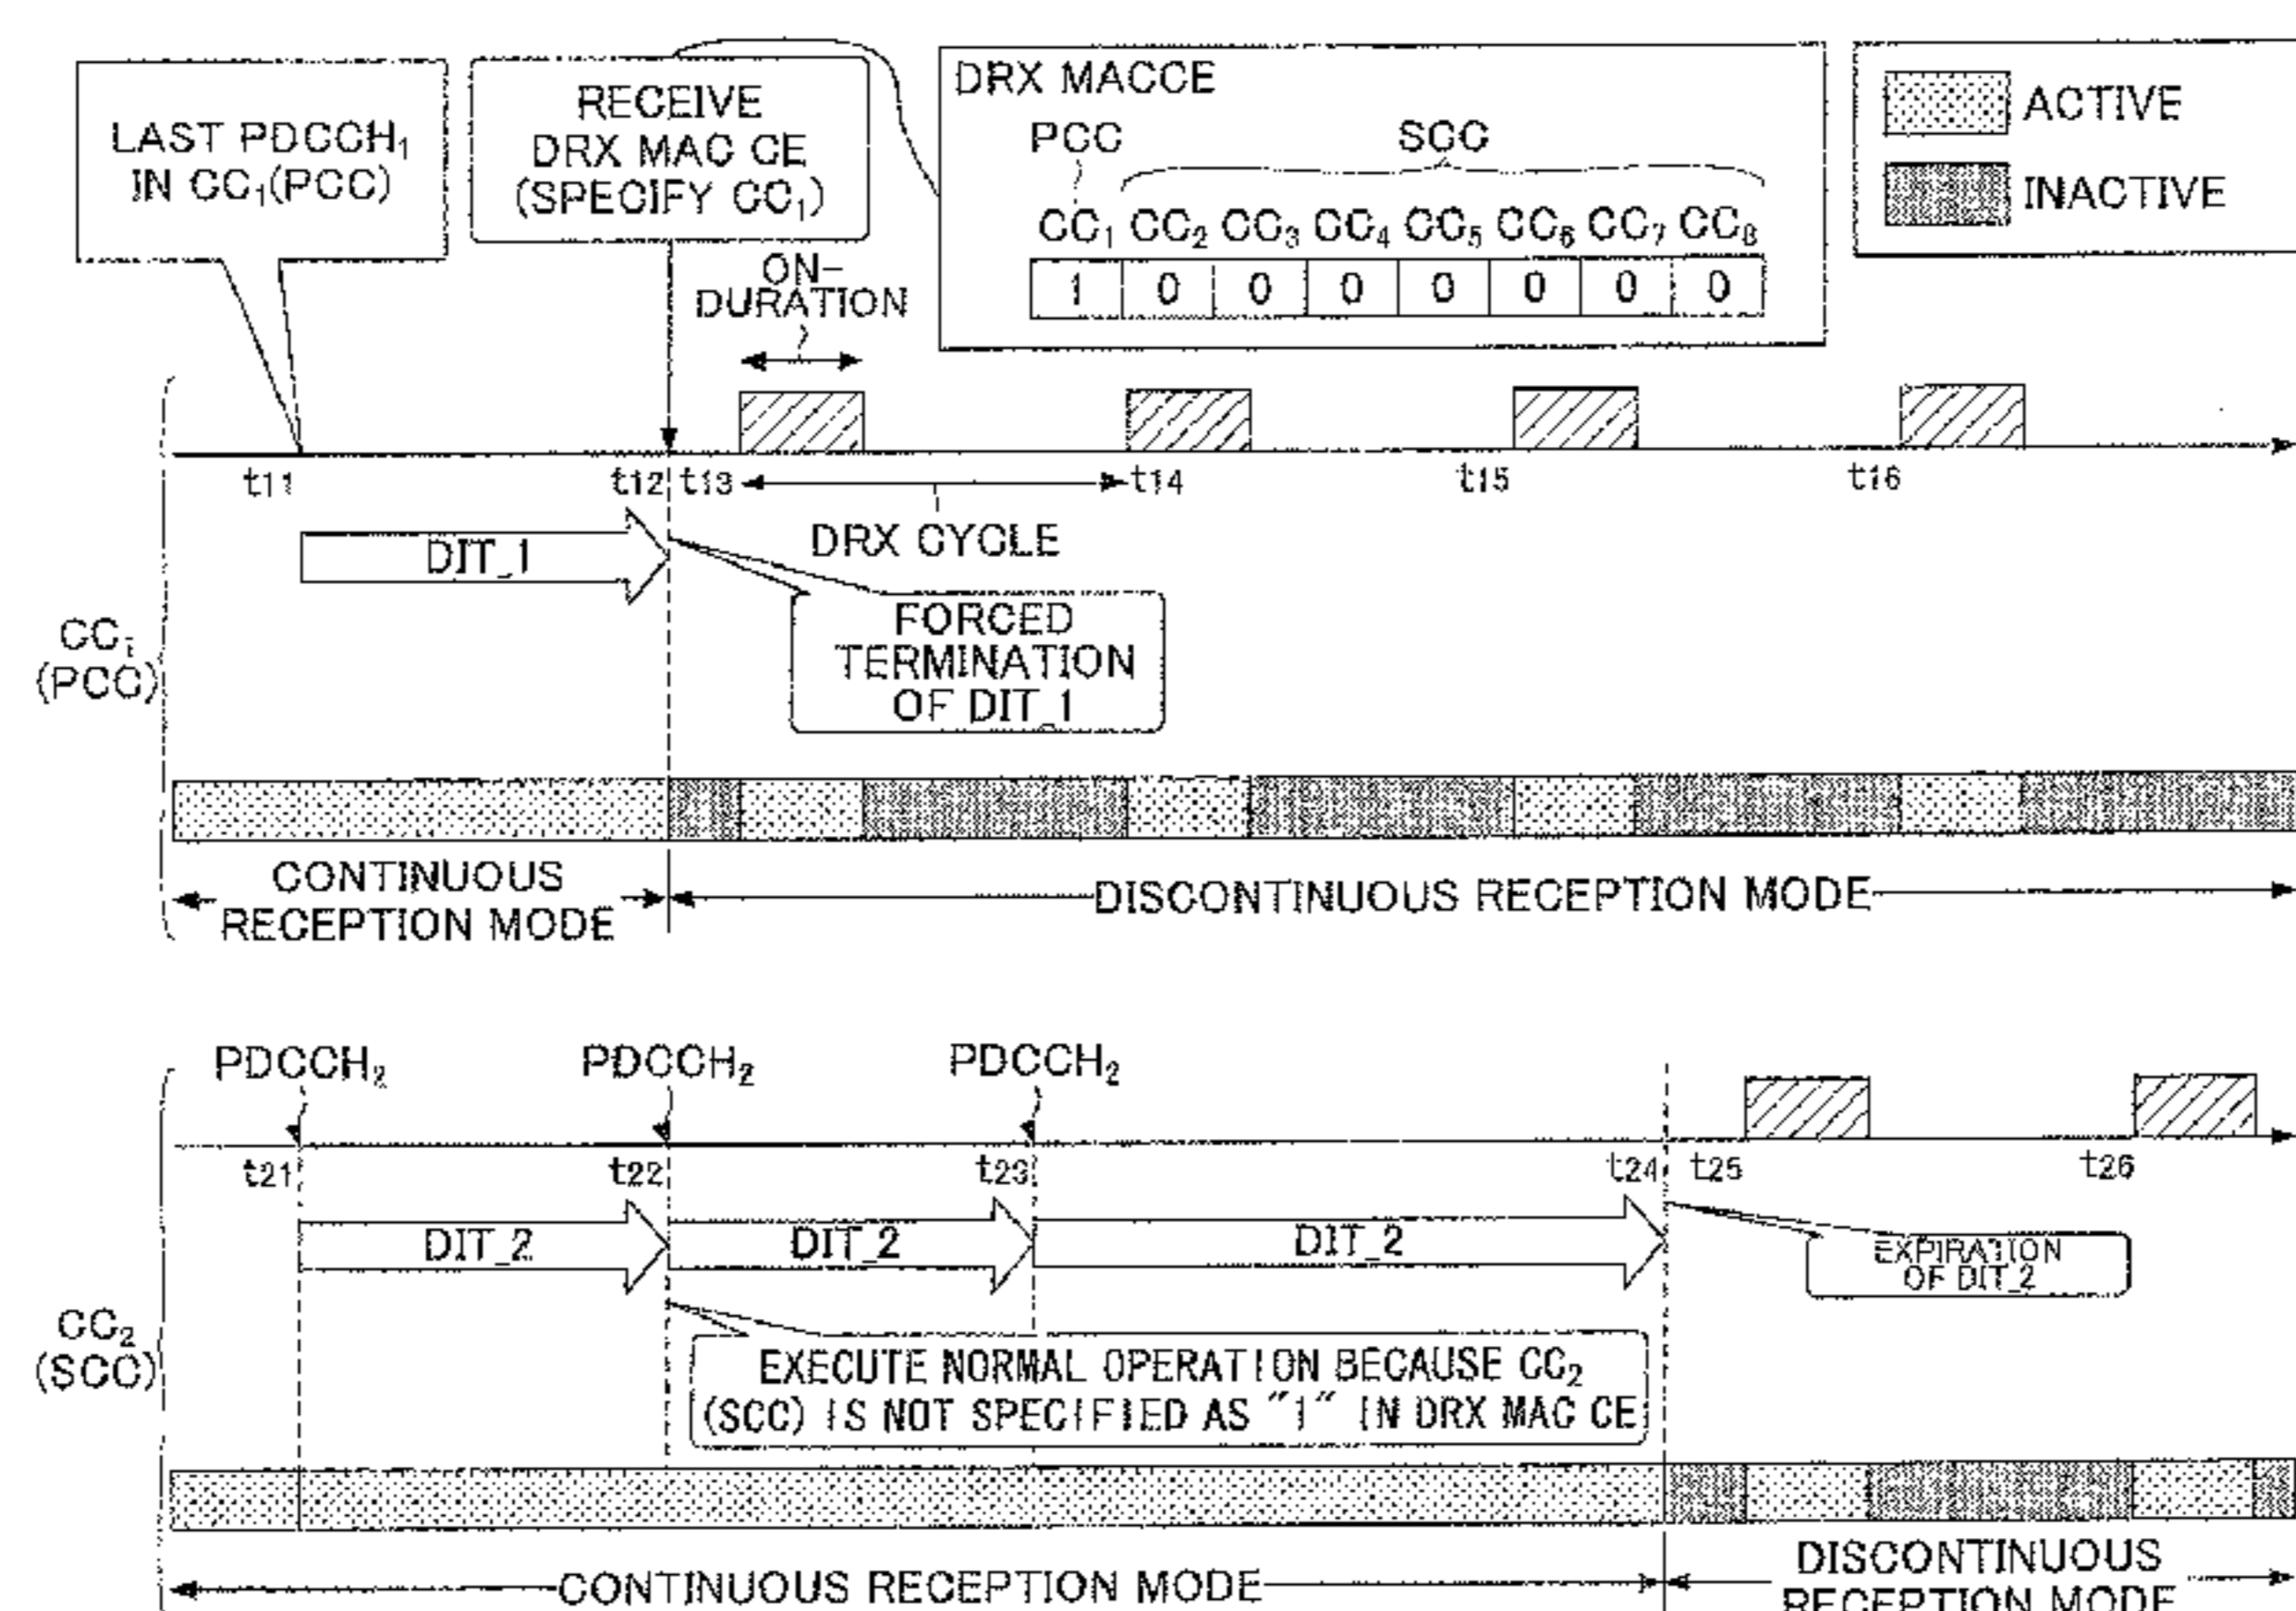 LAST PDCCH₁
IN CC₁(PCC)
RECEIVE
DRX MAC CE
(SPECIFY CC₁)
DRX MACCE
PCC
SCC
CC₁ CC₂ CC₃ CC₄ CC₅ CC₆ CC₇ CC₈
1 0 0 0 0 0 0 0
ACTIVE
INACTIVE
ON-
DURATION
t11
t12
t13
t14
t15
t16
DIT_1
DRX CYCLE
FORCED
TERMINATION
OF DIT_1
CC₁
(PCC)
CONTINUOUS
RECEPTION MODE
DISCONTINUOUS RECEPTION MODE
PDCCH₂
PDCCH₂
PDCCH₂
t21
t22
t23
t24
t25
t26
DIT_2
DIT_2
DIT_2
EXPIRATION
OF DIT_2
CC₂
(SCC)
EXECUTE NORMAL OPERATION BECAUSE CC₂
(SCC) IS NOT SPECIFIED AS "1" IN DRX MAC CE
CONTINUOUS RECEPTION MODE
DISCONTINUOUS
RECEPTION MODE